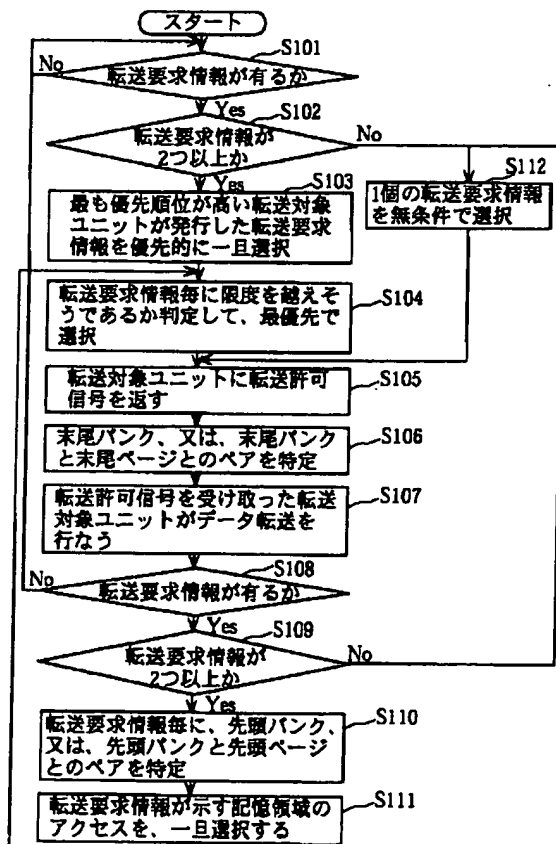 スタート
S101
No
転送要求情報が有るか
Yes
S102
転送要求情報が
2つ以上か
No
Yes
S103
最も優先順位が高い転送対象
ユニットが発行した転送要求
情報を優先的に一旦選択
S112
1個の転送要求情報
を無条件で選択
転送要求情報毎に限度を越えそ
うであるか判定して、最優先で
選択
S104
転送対象ユニットに転送許可
信号を返す
S105
末尾バンク、又は、末尾バンク
と末尾ページとのペアを特定
S106
転送許可信号を受け取った転送
対象ユニットがデータ転送を
行なう
S107
S108
No
転送要求情報が有るか
Yes
S109
転送要求情報が
2つ以上か
No
Yes
転送要求情報毎に、先頭バンク、
又は、先頭バンクと先頭ページ
とのペアを特定
S110
転送要求情報が示す記憶領域の
アクセスを、一旦選択する
S111